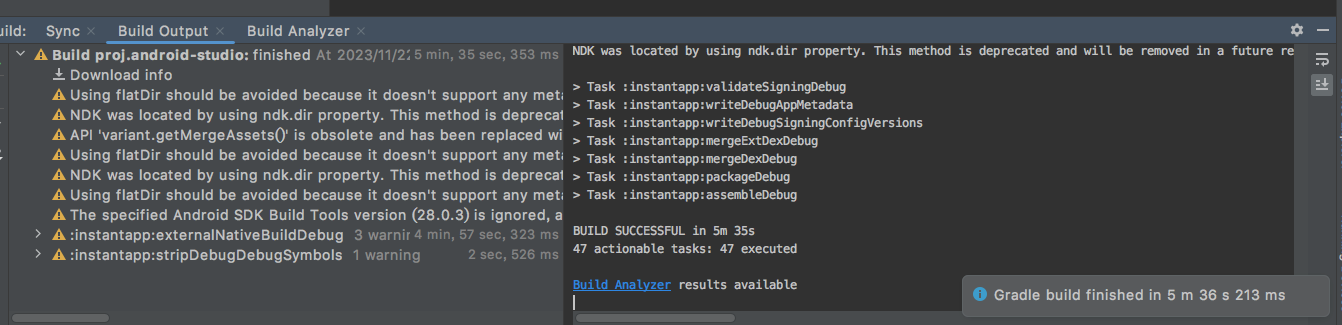 uild:
Sync
Build Output
Build Analyzer
Build proj.android-studio: finished At 2023/11/22 5 min, 35 sec, 353 ms
Download info
Using flatDir should be avoided because it doesn't support any meta
NDK was located by using ndk.dir property. This method is deprecat
API 'variant.getMergeAssets()' is obsolete and has been replaced wi
Using flatDir should be avoided because it doesn't support any meta
NDK was located by using ndk.dir property. This method is deprecat
Using flatDir should be avoided because it doesn't support any meta
The specified Android SDK Build Tools version (28.0.3) is ignored, a
:instantapp:externalNativeBuildDebug 3 warnir 4 min, 57 sec, 323 ms
:instantapp:stripDebugDebugSymbols 1 warning 2 sec, 526 ms
NDK was located by using ndk.dir property. This method is deprecated and will be removed in a future re
> Task :instantapp:validateSigningDebug
> Task :instantapp:writeDebugAppMetadata
> Task :instantapp:writeDebugSigningConfigVersions
> Task :instantapp:mergeExtDexDebug
> Task :instantapp:mergeDexDebug
> Task :instantapp:packageDebug
> Task :instantapp:assembleDebug
BUILD SUCCESSFUL in 5m 35s
47 actionable tasks: 47 executed
Build Analyzer results available
Gradle build finished in 5 m 36 s 213 ms